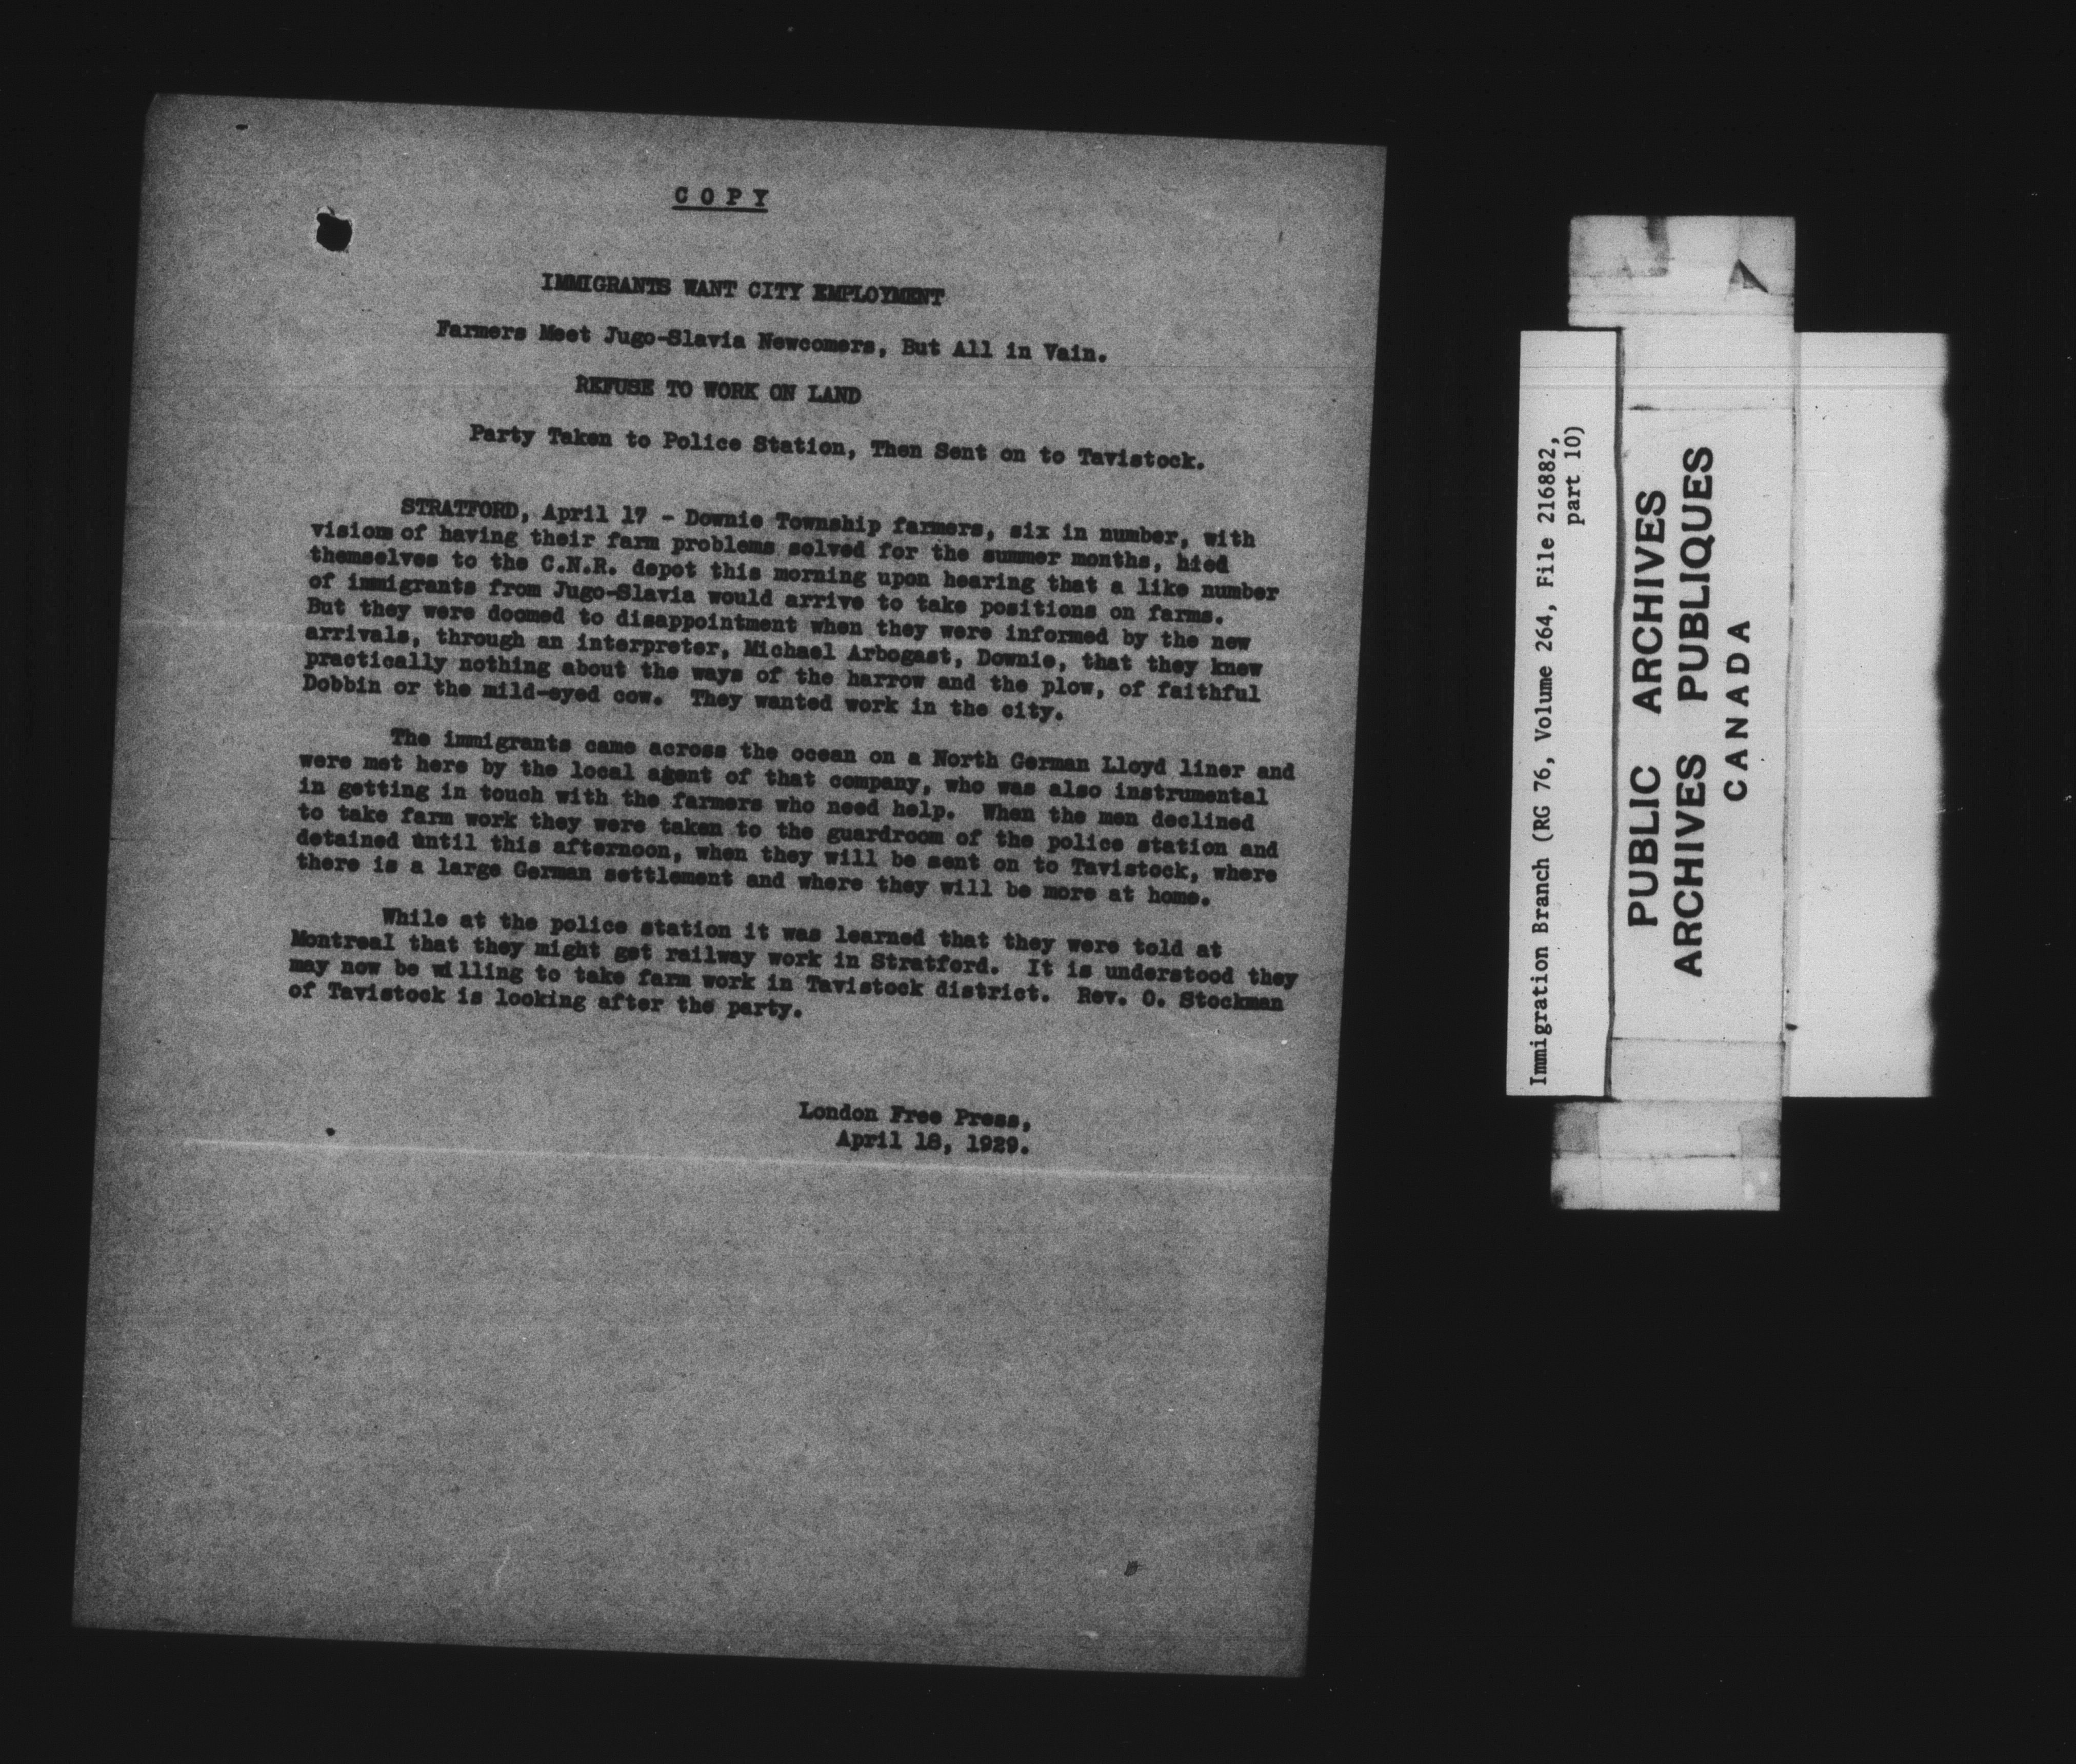 C O P Y
IMMIGRANTS WANT CITY EMPLOYMENT
Farmers Meet Jugo-Slavia Newcomers, But All in Vain.
REFUSE TO WORK ON LAND
Party Taken to Police Station, Then Sent on to Tavistock.
STRATFORD, April 17 - Downie Township farmers, six in number, with
visions of having their farm problems solved for the summer months, hied
themselves to the C.N.R. depot this morning upon hearing that a like number
of immigrants from Jugo-Slavia would arrive to take positions on farms.
But they were doomed to disappointment when they were informed by the new
arrivals, through an interpreter, Michael Arbogast, Downie, that they knew
practically nothing about the ways of the harrow and the plow, of faithful
Dobbin or the mild-eyed cow. They wanted work in the city.
The immigrants came across the ocean on a North German Lloyd liner and
were met here by the local agent of that company, who was also instrumental
in getting in touch with the farmers who need help. When the men declined
to take farm work they were taken to the guardroom of the police station and
detained until this afternoon, when they will be sent on to Tavistock, where
there is a large German settlement and where they will be more at home.
While at the police station it was learned that they were told at
Montreal that they might get railway work in Stratford. It is understood they
may now be willing to take farm work in Tavistock district. Rev. O. Stockman
of Tavistock is looking after the party.
London Free Press,
April 18, 1929.
Immigration Branch (RG 76, Volume 264, File 216882,
part 10)
PUBLIC ARCHIVES
ARCHIVES PUBLIQUES
CANADA